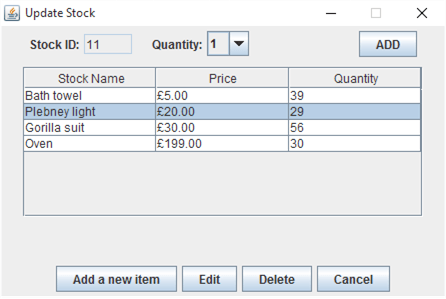 Update Stock
Stock ID: 11 Quantity: 1 ADD
Stock Name Price Quantity
Bath towel £5.00 39
Plebney light £20.00 29
Gorilla suit £30.00 56
Oven £199.00 30
Add a new item Edit Delete Cancel